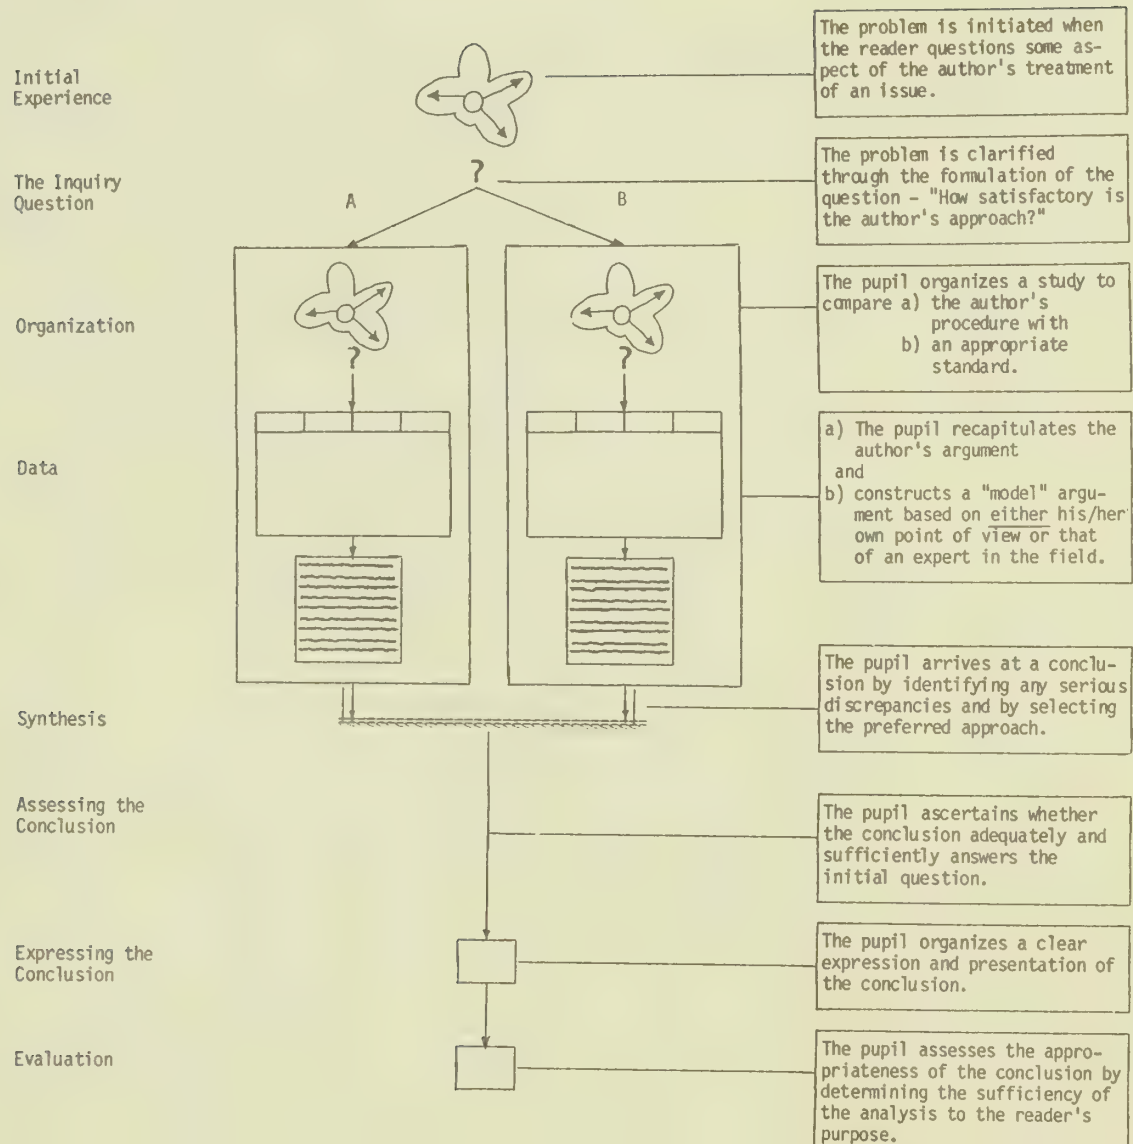 Initial
Experience
The problem is initiated when
the reader questions some as-
pect of the author's treatment
of an issue.
The Inquiry
Question
?
A
B
The problem is clarified
through the formulation of the
question - "How satisfactory is
the author's approach?"
Organization
?
?
The pupil organizes a study to
compare a) the author's
procedure with
b) an appropriate
standard.
Data
a) The pupil recapitulates the
author's argument
and
b) constructs a "model" argu-
ment based on either his/her
own point of view or that
of an expert in the field.
Synthesis
The pupil arrives at a conclu-
sion by identifying any serious
discrepancies and by selecting
the preferred approach.
Assessing the
Conclusion
The pupil ascertains whether
the conclusion adequately and
sufficiently answers the
initial question.
Expressing the
Conclusion
The pupil organizes a clear
expression and presentation of
the conclusion.
Evaluation
The pupil assesses the appro-
priateness of the conclusion by
determining the sufficiency of
the analysis to the reader's
purpose.